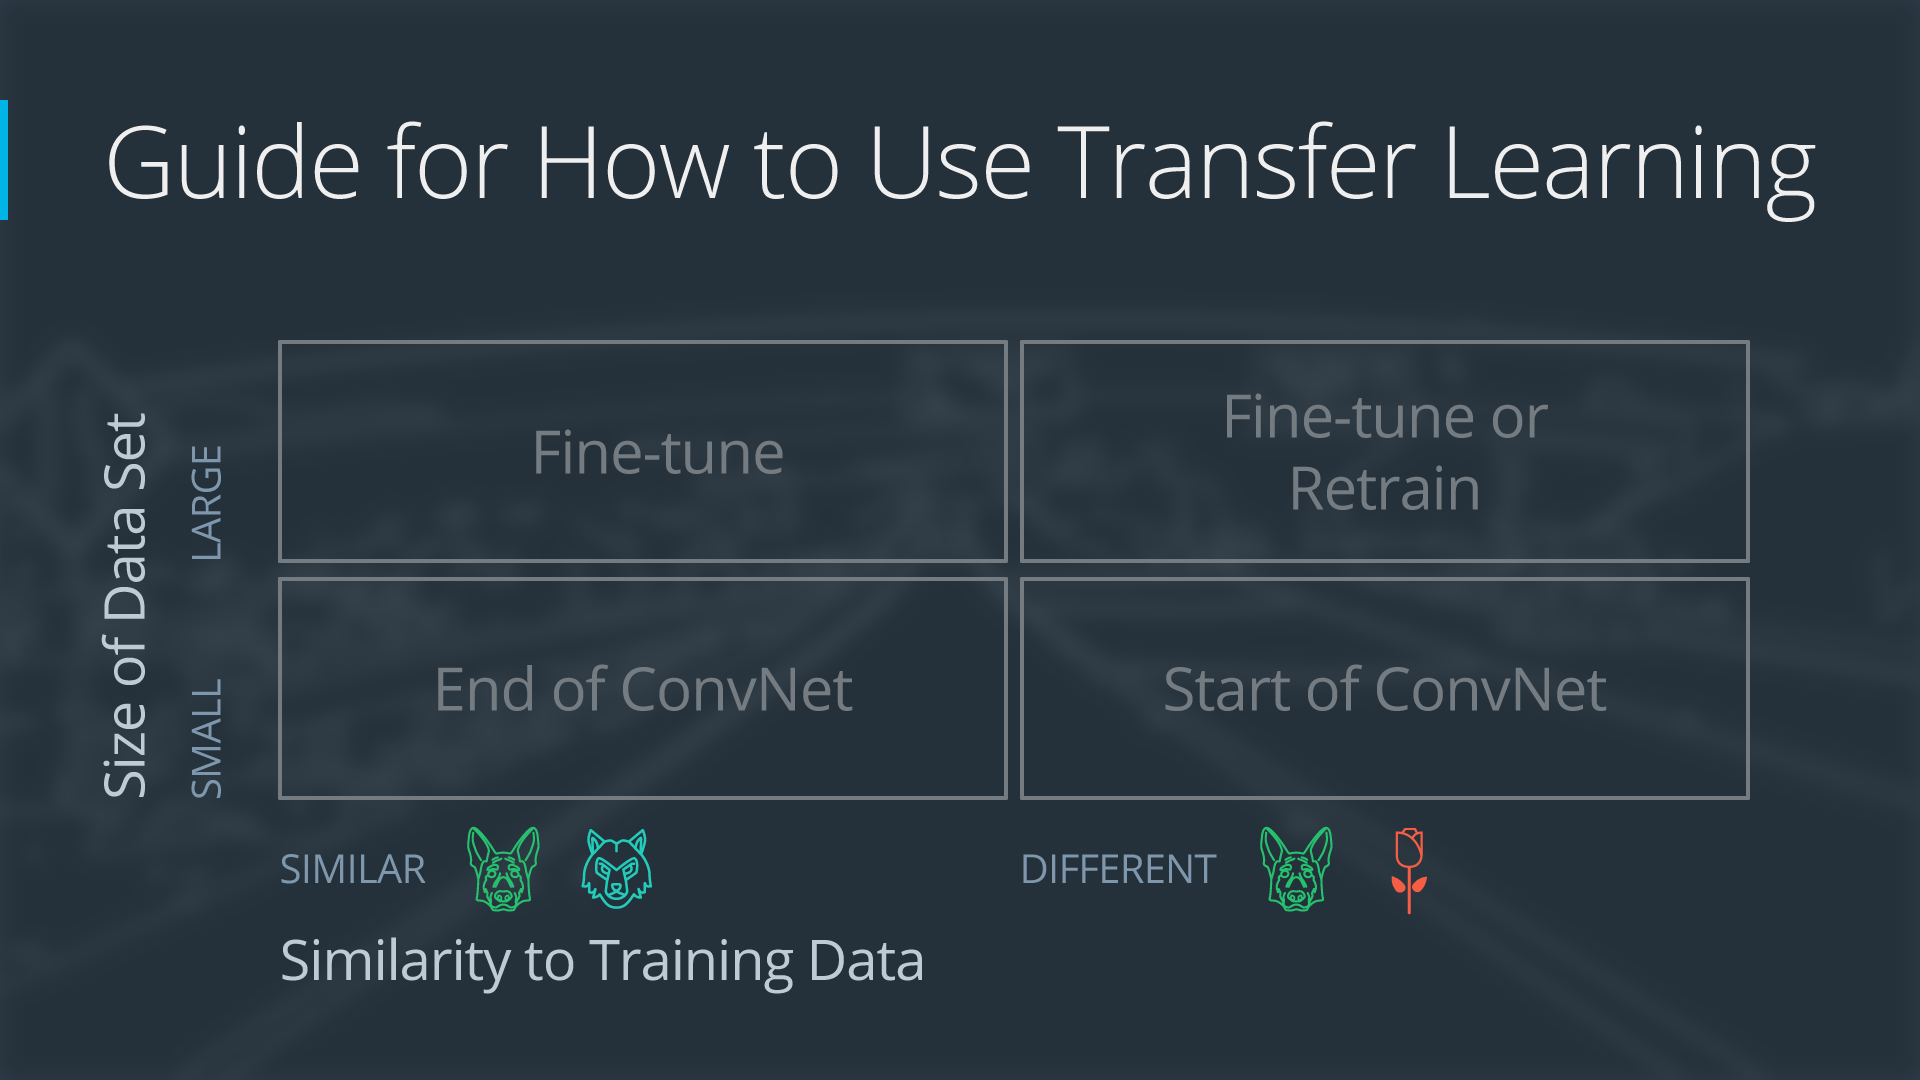 Guide for How to Use Transfer Learning
Size of Data Set
LARGE
SMALL
Fine-tune
Fine-tune or
Retrain
End of ConvNet
Start of ConvNet
SIMILAR
DIFFERENT
Similarity to Training Data